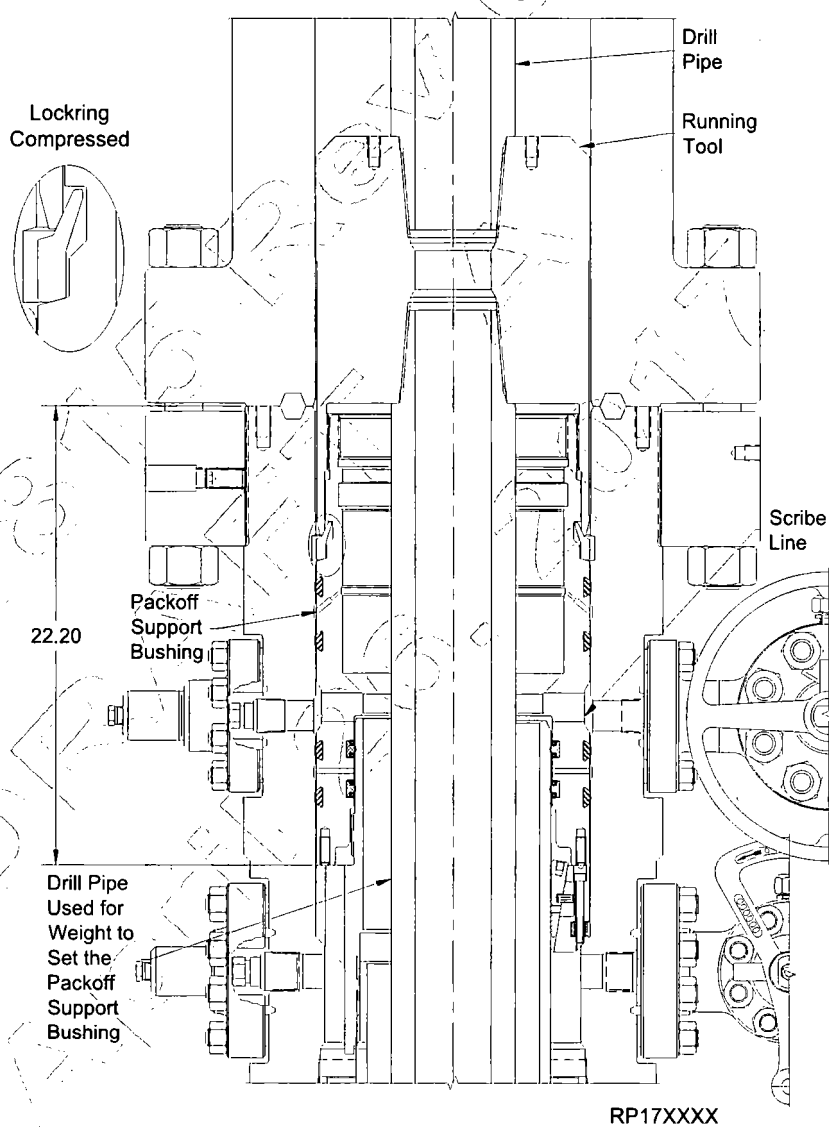 Drill
Pipe
Lockring
Compressed
Running
Tool
Scribe
Line
Packoff
Support
Bushing
22.20
Drill Pipe
Used for
Weight to
Set the
Packoff
Support
Bushing
RP17XXXX